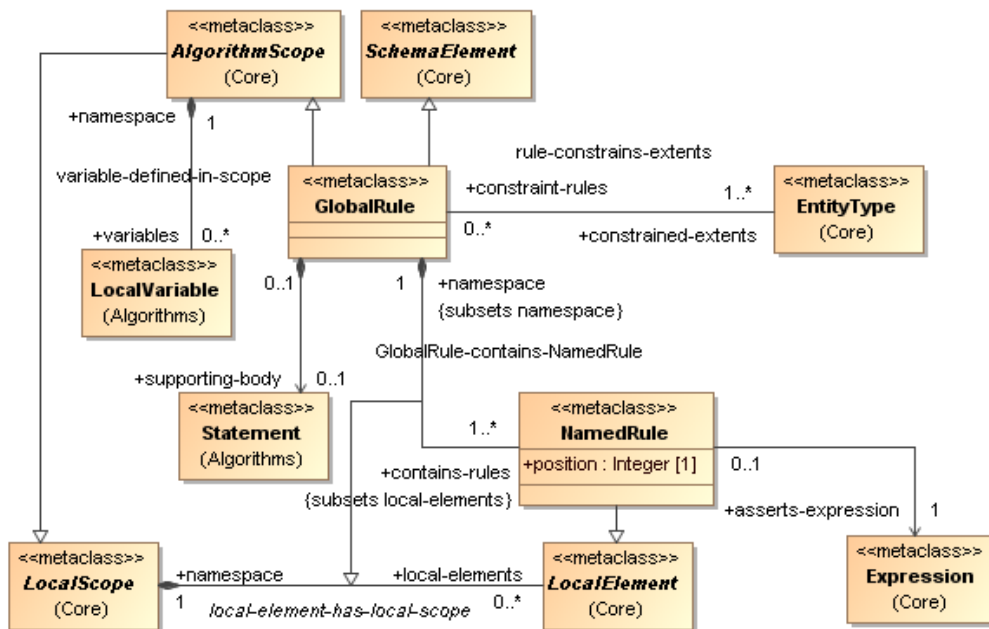 <<metaclass>>
AlgorithmScope
(Core)
<<metaclass>>
SchemaElement
(Core)
+namespace
1
variable-defined-in-scope
+variables
0..*
<<metaclass>>
LocalVariable
(Algorithms)
<<metaclass>>
GlobalRule
rule-constrains-extents
+constraint-rules
1..*
0..*
+constrained-extents
<<metaclass>>
EntityType
(Core)
0..1
1
+namespace
{subsets namespace}
GlobalRule-contains-NamedRule
+supporting-body
0..1
<<metaclass>>
Statement
(Algorithms)
1..*
+contains-rules
{subsets local-elements}
<<metaclass>>
NamedRule
+position : Integer [1]
0..1
+asserts-expression
1
<<metaclass>>
LocalScope
(Core)
+namespace
1
+local-elements
0..*
local-element-has-local-scope
<<metaclass>>
LocalElement
(Core)
<<metaclass>>
Expression
(Core)